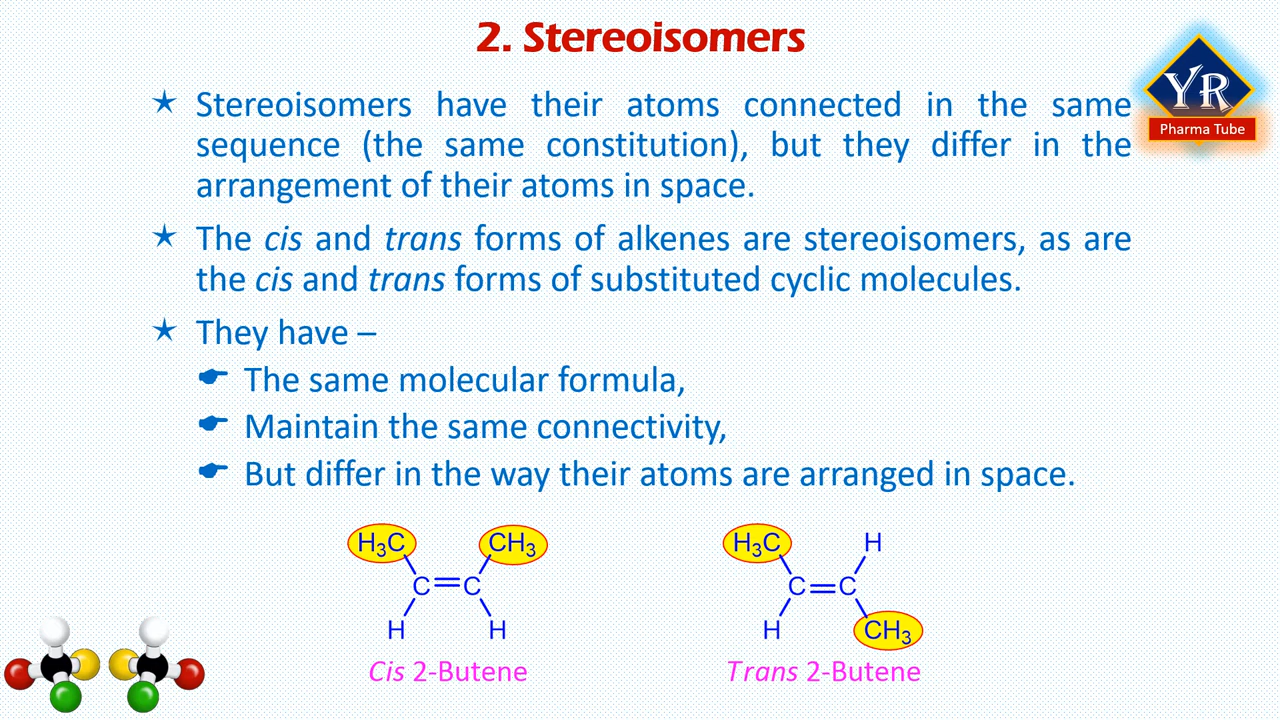 2. Stereoisomers
YR
Pharma Tube
★ Stereoisomers have their atoms connected in the same
sequence (the same constitution), but they differ in the
arrangement of their atoms in space.
★ The cis and trans forms of alkenes are stereoisomers, as are
the cis and trans forms of substituted cyclic molecules.
★ They have –
☛ The same molecular formula,
☛ Maintain the same connectivity,
☛ But differ in the way their atoms are arranged in space.
H₃C CH₃ H₃C H
C=C C=C
H H H CH₃
Cis 2-Butene Trans 2-Butene